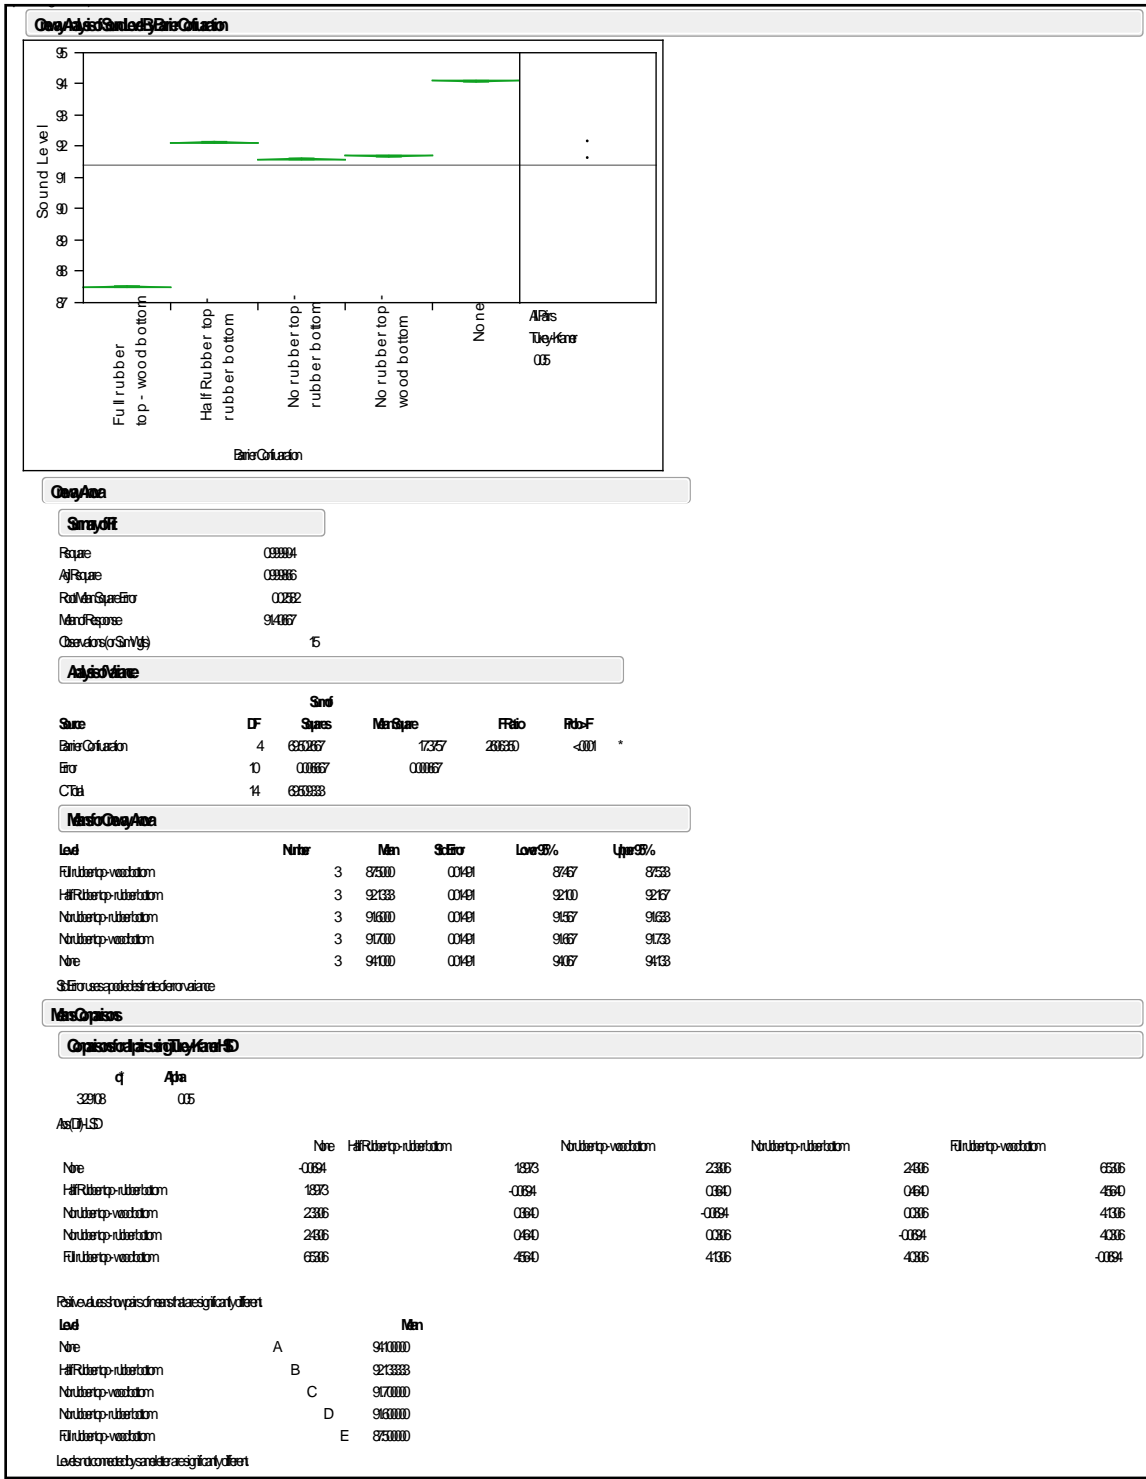 Oneway Analysis of Sound Level By Barrier Configuration
95
94
93
92
91
90
89
88
87
Sound Level
Full rubber
top - wood bottom
Half Rubber top -
rubber bottom
No rubber top -
rubber bottom
No rubber top -
wood bottom
None
All Pairs
Tukey-Kramer
0.05
Barrier Configuration
Oneway Anova
Summary of Fit
Rsquare 0.999904
Adj Rsquare 0.999866
Root Mean Square Error 0.02582
Mean of Response 91.40667
Observations (or Sum Wgts) 15
Analysis of Variance
Sum of
Source DF Squares Mean Square F Ratio Prob > F
Barrier Configuration 4 69.502667 17.3757 26063.50 <.0001 *
Error 10 0.006667 0.000667
C. Total 14 69.509333
Means for Oneway Anova
Level Number Mean Std Error Lower 95% Upper 95%
Full rubber top - wood bottom 3 87.5000 0.01491 87.467 87.533
Half Rubber top - rubber bottom 3 92.1333 0.01491 92.100 92.167
No rubber top - rubber bottom 3 91.6000 0.01491 91.567 91.633
No rubber top - wood bottom 3 91.7000 0.01491 91.667 91.733
None 3 94.1000 0.01491 94.067 94.133
Std Error uses a pooled estimate of error variance
Means Comparisons
Comparisons for all pairs using Tukey-Kramer HSD
q* Alpha
3.29108 0.05
Abs(Dif)-LSD
None Half Rubber top - rubber bottom No rubber top - wood bottom No rubber top - rubber bottom Full rubber top - wood bottom
None -0.0694 1.8973 2.3306 2.4306 6.5306
Half Rubber top - rubber bottom 1.8973 -0.0694 0.3640 0.4640 4.5640
No rubber top - wood bottom 2.3306 0.3640 -0.0694 0.0306 4.1306
No rubber top - rubber bottom 2.4306 0.4640 0.0306 -0.0694 4.0306
Full rubber top - wood bottom 6.5306 4.5640 4.1306 4.0306 -0.0694
Positive values show pairs of means that are significantly different.
Level Mean
None A 94.100000
Half Rubber top - rubber bottom B 92.133333
No rubber top - wood bottom C 91.700000
No rubber top - rubber bottom D 91.600000
Full rubber top - wood bottom E 87.500000
Levels not connected by same letter are significantly different.